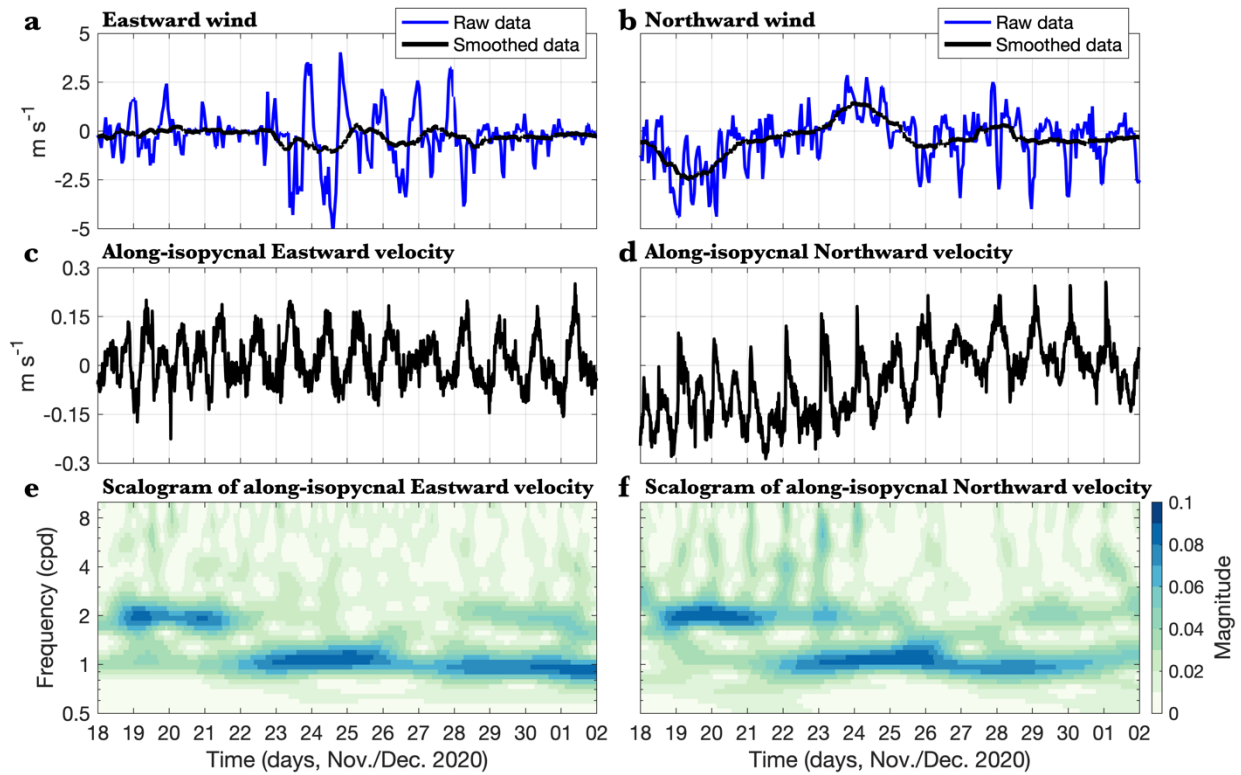 a Eastward wind
Raw data
Smoothed data
b Northward wind
Raw data
Smoothed data
5
2.5
0
-2.5
-5
m s-1
c Along-isopycnal Eastward velocity
d Along-isopycnal Northward velocity
0.3
0.15
0
-0.15
-0.3
m s-1
e Scalogram of along-isopycnal Eastward velocity
f Scalogram of along-isopycnal Northward velocity
8
4
2
1
0.5
Frequency (cpd)
0.1
0.08
0.06
0.04
0.02
0
Magnitude
18 19 20 21 22 23 24 25 26 27 28 29 30 01 02
18 19 20 21 22 23 24 25 26 27 28 29 30 01 02
Time (days, Nov./Dec. 2020)
Time (days, Nov./Dec. 2020)